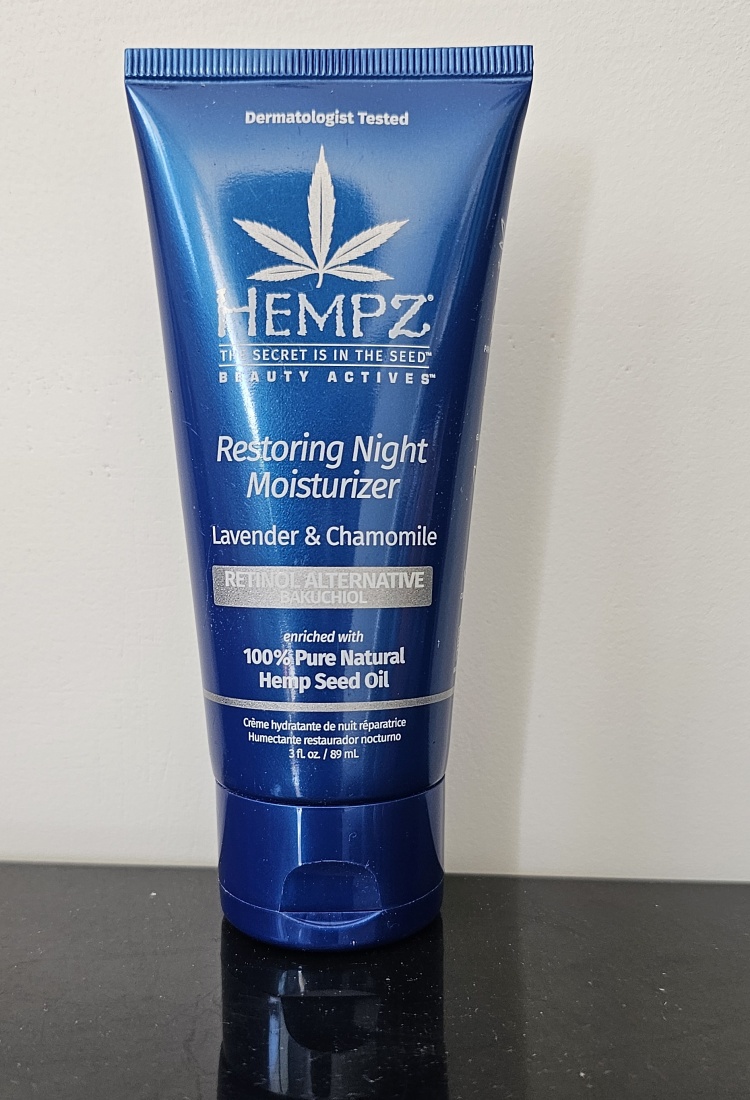 Dermatologist Tested
HEMPZ®
THE SECRET IS IN THE SEED™
BEAUTY ACTIVES™
Restoring Night
Moisturizer
Lavender & Chamomile
RETINOL ALTERNATIVE
BAKUCHIOL
enriched with
100% Pure Natural
Hemp Seed Oil
Crème hydratante de nuit réparatrice
Humectante restaurador nocturno
3 fl. oz. / 89 mL